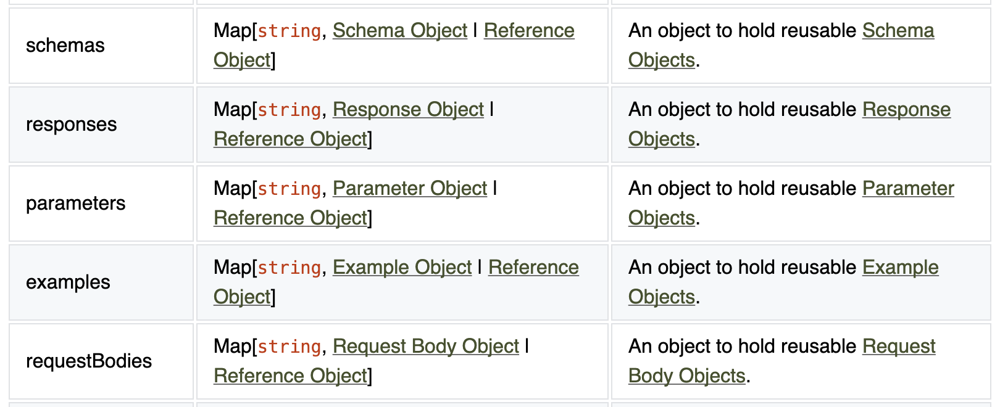 schemas
Map[string, Schema Object | Reference
Object]
An object to hold reusable Schema
Objects.
responses
Map[string, Response Object |
Reference Object]
An object to hold reusable Response
Objects.
parameters
Map[string, Parameter Object |
Reference Object]
An object to hold reusable Parameter
Objects.
examples
Map[string, Example Object | Reference
Object]
An object to hold reusable Example
Objects.
requestBodies
Map[string, Request Body Object |
Reference Object]
An object to hold reusable Request
Body Objects.